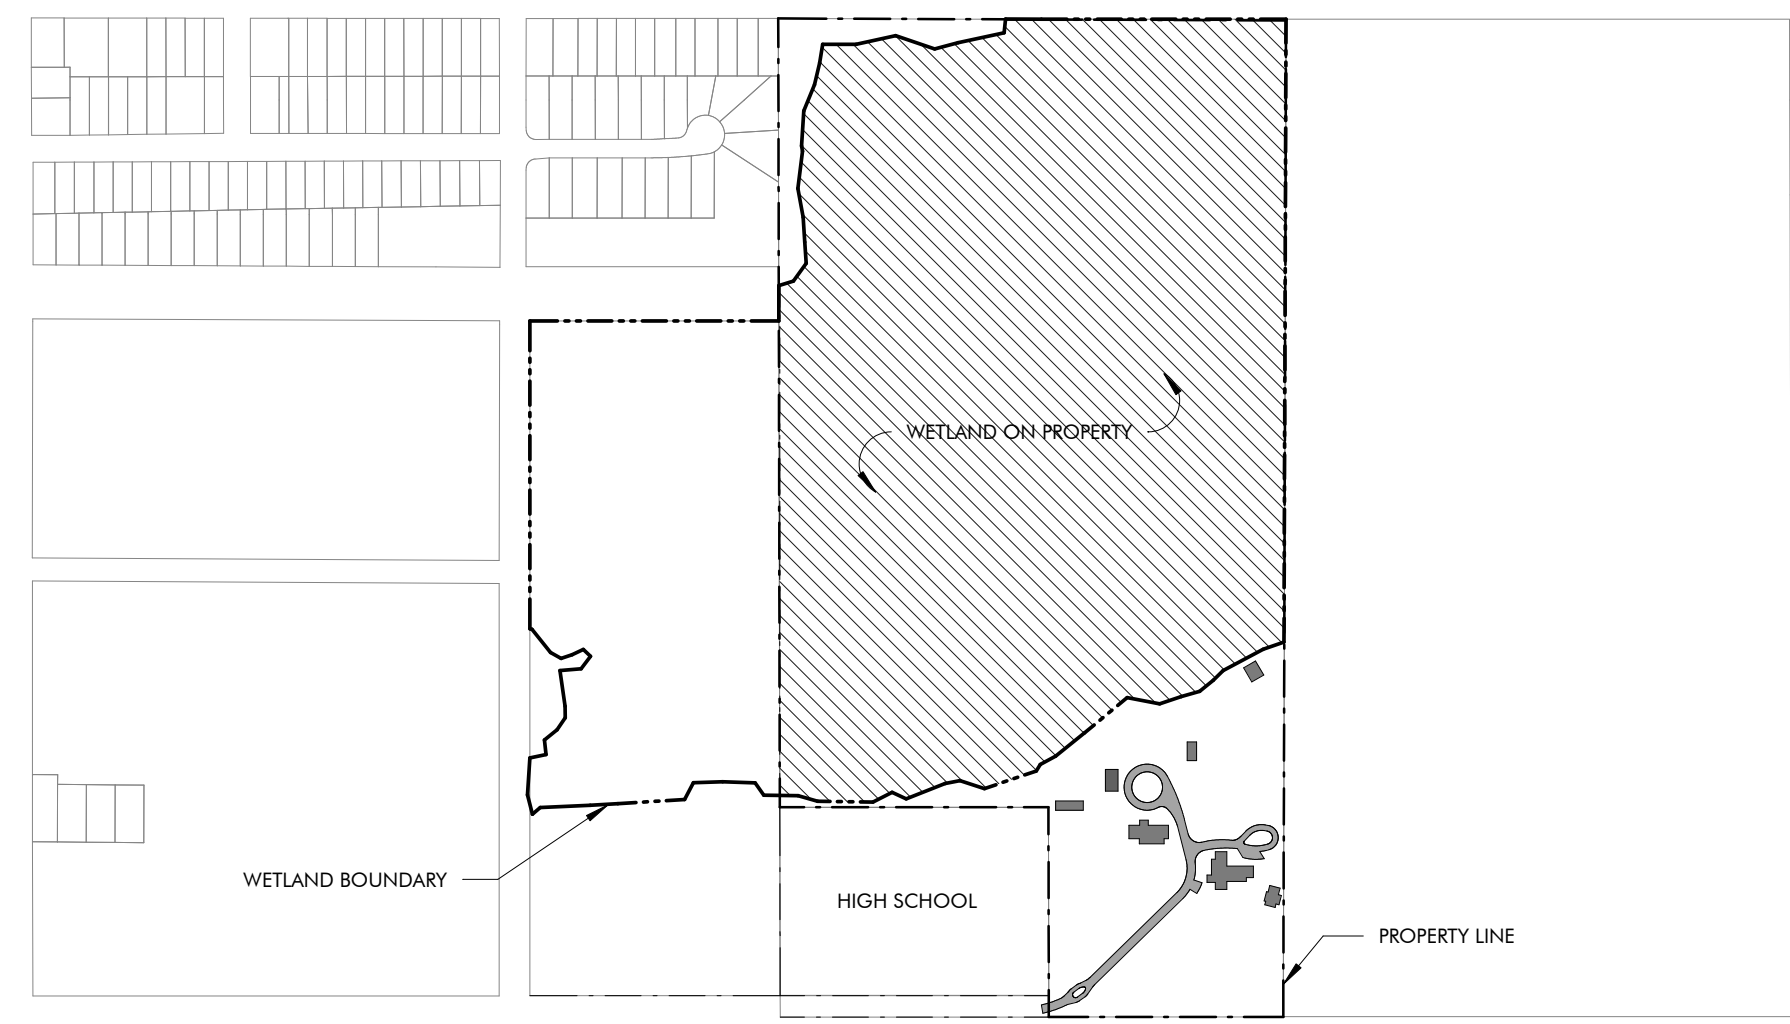 WETLAND ON PROPERTY
WETLAND BOUNDARY
HIGH SCHOOL
PROPERTY LINE